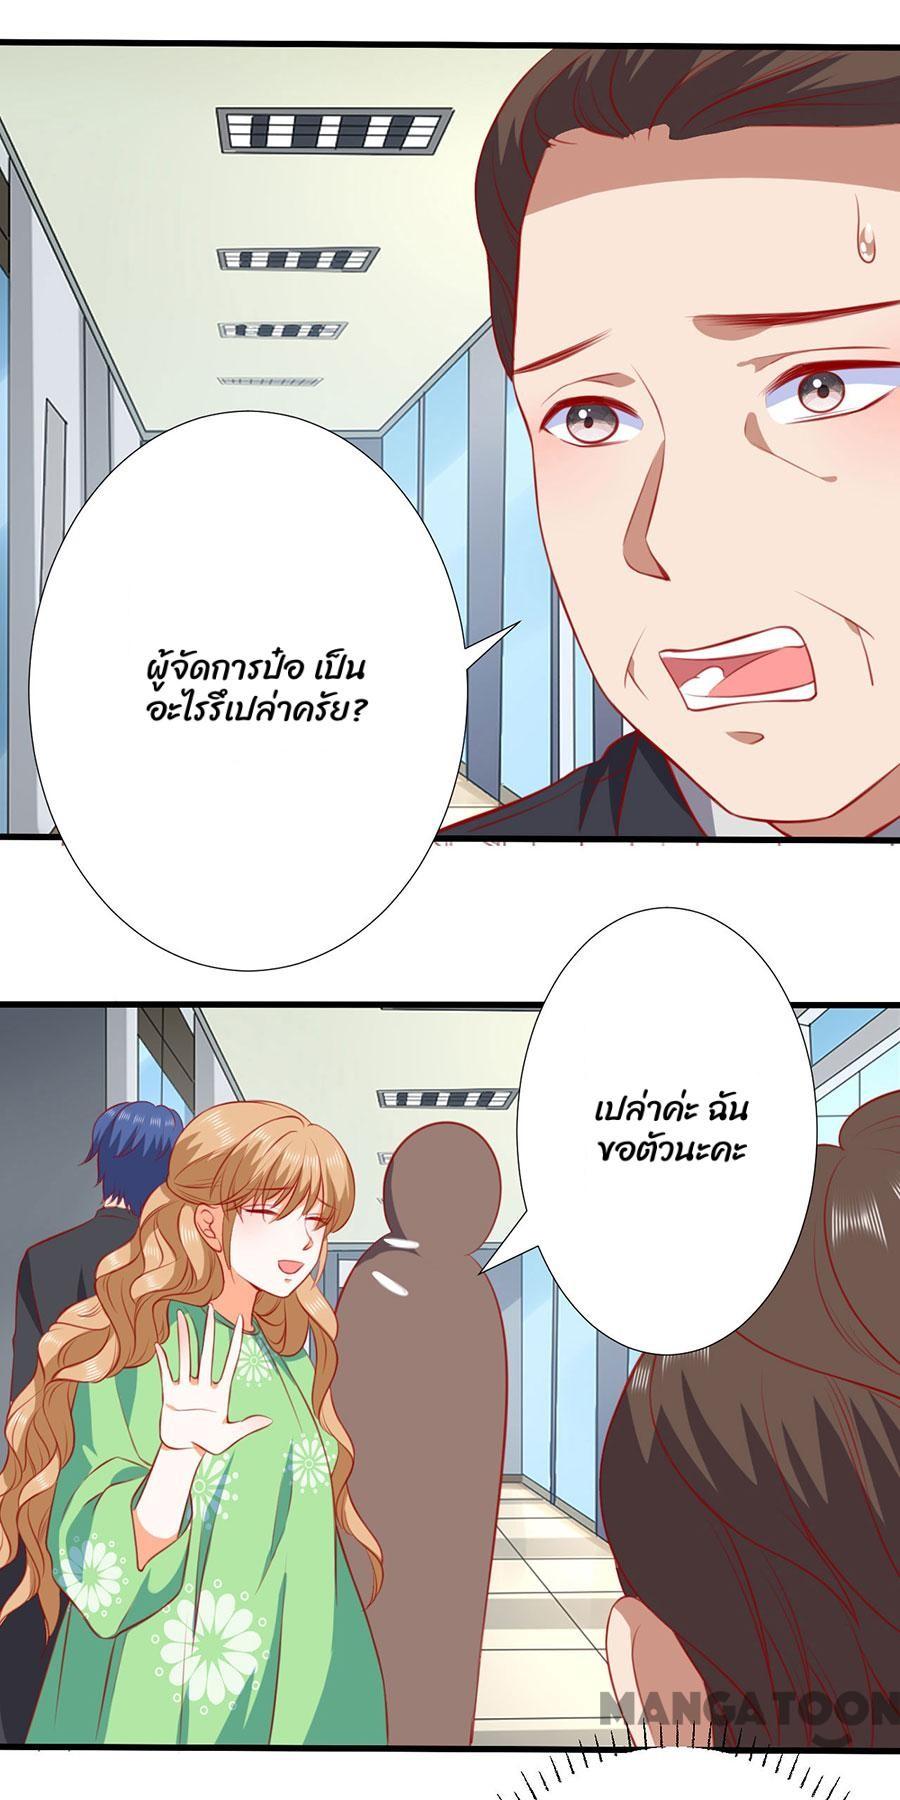 ผู้จัดการป๋อ เป็น
อะไรรึเปล่าครัย?
เปล่าค่ะ ฉัน
ขอตัวนะคะ
MANGATOON